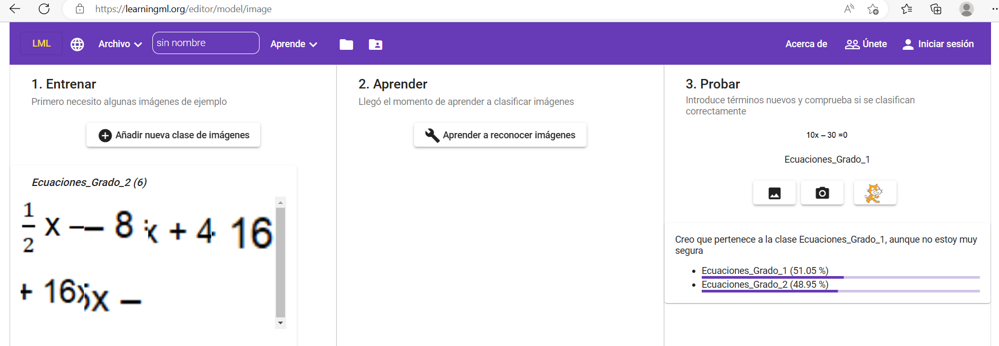 https://learningml.org/editor/model/image
LML Archivo sin nombre Aprende Acerca de Únete Iniciar sesión
1. Entrenar
Primero necesito algunas imágenes de ejemplo
Añadir nueva clase de imágenes
Ecuaciones_Grado_2 (6)
1/2 x –
– 8
x + 4
16
+ 16x
x –
2. Aprender
Llegó el momento de aprender a clasificar imágenes
Aprender a reconocer imágenes
3. Probar
Introduce términos nuevos y comprueba si se clasifican
correctamente
10x – 30 =0
Ecuaciones_Grado_1
Creo que pertenece a la clase Ecuaciones_Grado_1, aunque no estoy muy
segura
Ecuaciones_Grado_1 (51.05 %)
Ecuaciones_Grado_2 (48.95 %)